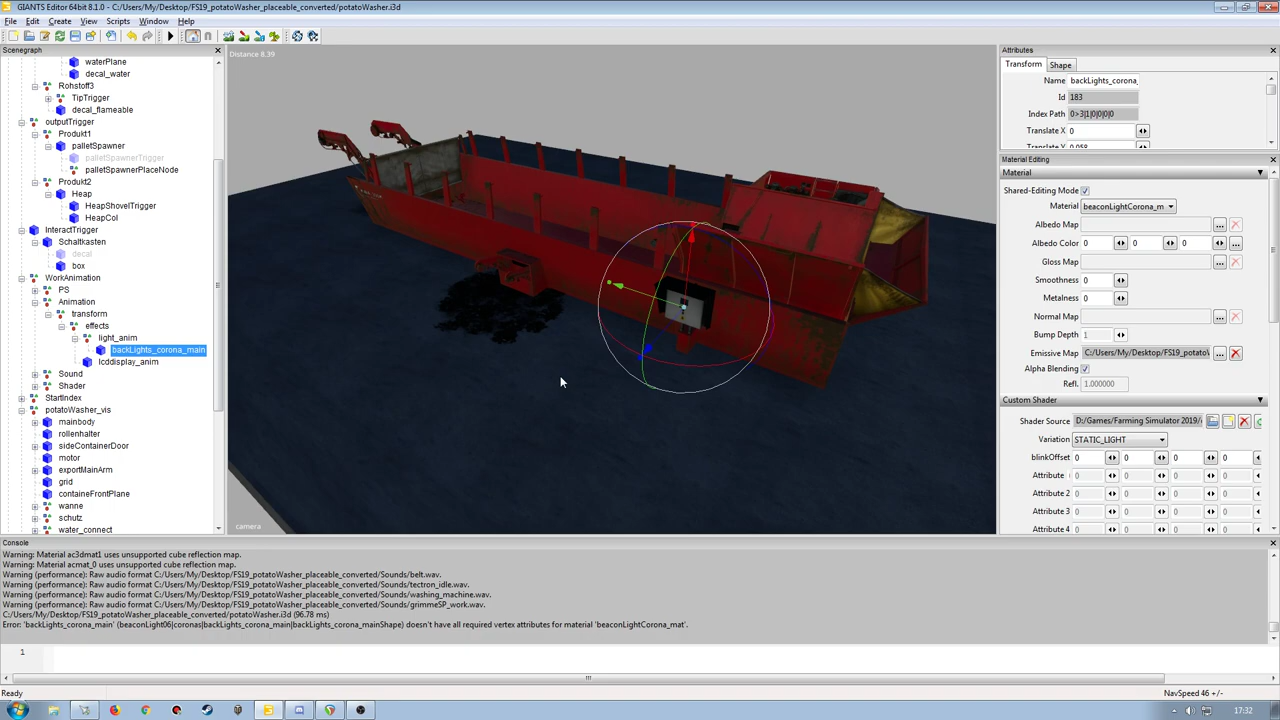 GIANTS Editor 64bit 8.1.0 - C:/Users/My/Desktop/FS19_potatoWasher_placeable_converted/potatoWasher.i3d
File Edit View Create Scripts Window Help
Scenegraph
waterPlane
decal_water
Rohstoff3
TipTrigger
decal_flameable
outputTrigger
Produkt1
palletSpawner
palletSpawnerTrigger
palletSpawnerPlaceNode
Produkt2
Heap
HeapShovelTrigger
HeapCol
InteractTrigger
Schaltkasten
decal
box
WorkAnimation
PS
Animation
transform
effects
light_anim
backLights_corona_main
lcddisplay_anim
Sound
Shader
StartIndex
potatoWasher_vis
mainbody
rollenhalter
sideContainerDoor
motor
exportMainArm
grid
containeFrontPlane
wanne
schutz
water_connect
Distance 8.39
camera
Attributes
Transform Shape
Name backLights_corona_
Id 183
Index Path 0>3|1|0|0|0|0
Translate X 0
Translate Y 0.058
Material Editing
Material
Shared-Editing Mode
Material beaconLightCorona_m
Albedo Map ...
Albedo Color 0 0 0 ...
Gloss Map ...
Smoothness 0
Metalness 0
Normal Map ...
Bump Depth 1
Emissive Map C:/Users/My/Desktop/FS19_potatoW ...
Alpha Blending
Refl. 1.000000
Custom Shader
Shader Source D:/Games/Farming Simulator 2019/
Variation STATIC_LIGHT
blinkOffset 0 0 0 0
Attribute 0 0 0 0
Attribute 2 0 0 0 0
Attribute 3 0 0 0 0
Attribute 4 0 0 0 0
Console
Warning: Material ac3dmat1 uses unsupported cube reflection map.
Warning: Material acmat_0 uses unsupported cube reflection map.
Warning (performance): Raw audio format C:/Users/My/Desktop/FS19_potatoWasher_placeable_converted/Sounds/belt.wav.
Warning (performance): Raw audio format C:/Users/My/Desktop/FS19_potatoWasher_placeable_converted/Sounds/tectron_idle.wav.
Warning (performance): Raw audio format C:/Users/My/Desktop/FS19_potatoWasher_placeable_converted/Sounds/washing_machine.wav.
Warning (performance): Raw audio format C:/Users/My/Desktop/FS19_potatoWasher_placeable_converted/Sounds/grimmeSP_work.wav.
C:/Users/My/Desktop/FS19_potatoWasher_placeable_converted/potatoWasher.i3d (96.78 ms)
Error: 'backLights_corona_main' (beaconLight06|coronas|backLights_corona_main|backLights_corona_mainShape) doesn't have all required vertex attributes for material 'beaconLightCorona_mat'.
1
Ready
NavSpeed 46 +/-
17:32